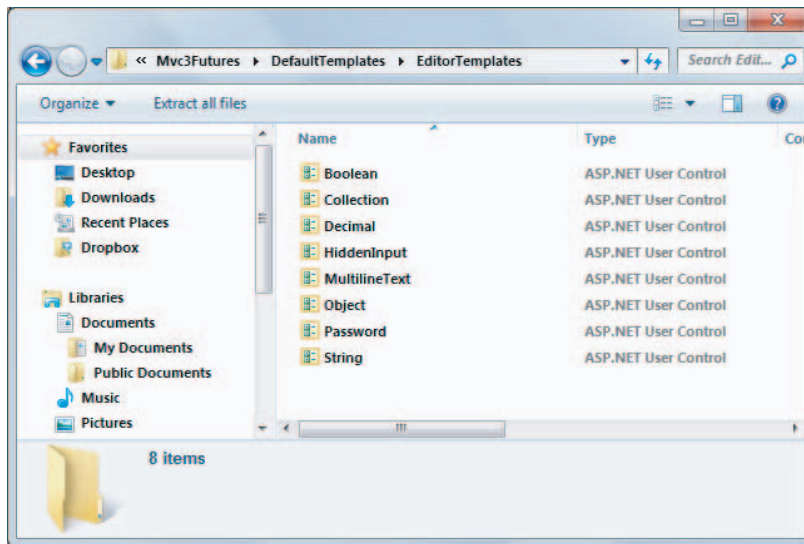 « Mvc3Futures ▸ DefaultTemplates ▸ EditorTemplates
Search Edit...
Organize
Extract all files
Favorites
Desktop
Downloads
Recent Places
Dropbox
Libraries
Documents
My Documents
Public Documents
Music
Pictures
Name Type Co
Boolean ASP.NET User Control
Collection ASP.NET User Control
Decimal ASP.NET User Control
HiddenInput ASP.NET User Control
MultilineText ASP.NET User Control
Object ASP.NET User Control
Password ASP.NET User Control
String ASP.NET User Control
8 items